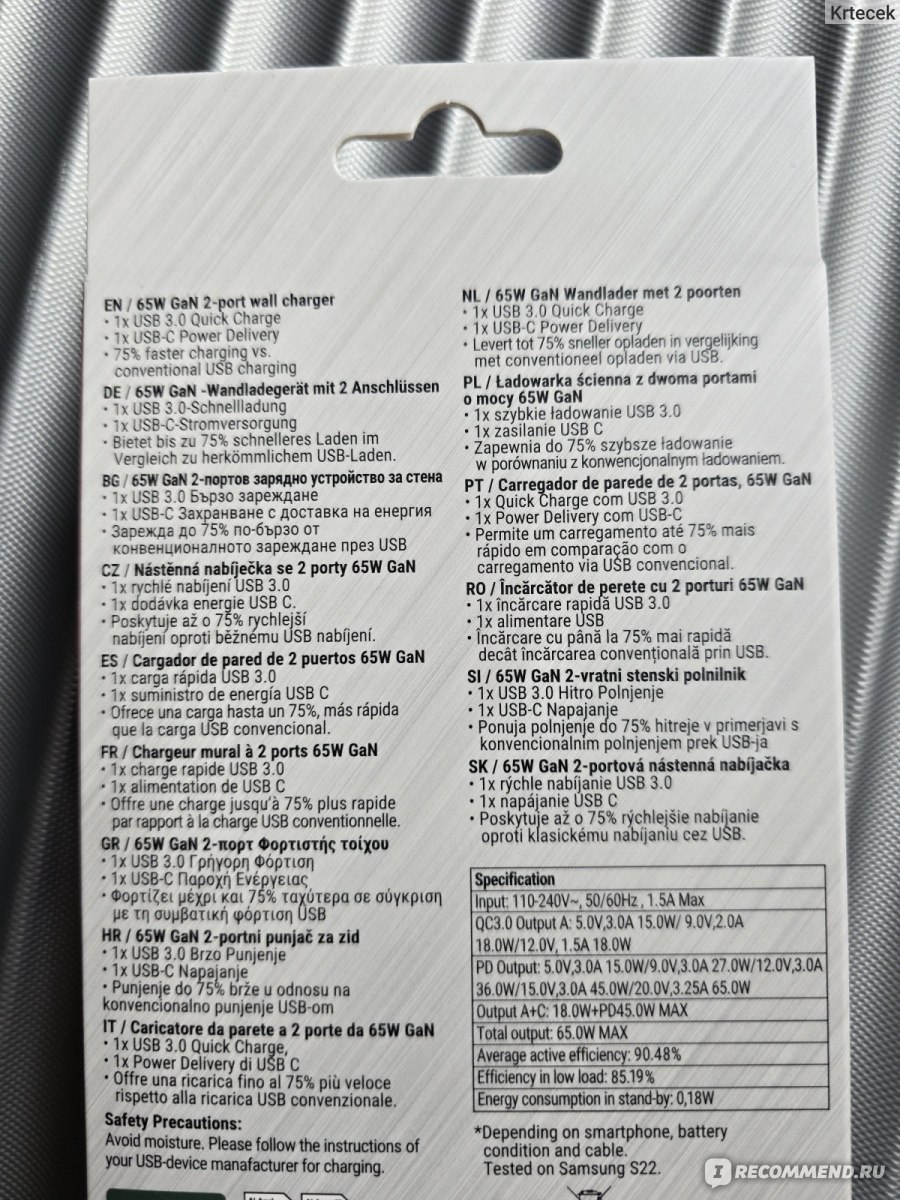 Krtecek
EN / 65W GaN 2-port wall charger
· 1x USB 3.0 Quick Charge
· 1x USB-C Power Delivery
· 75% faster charging vs.
conventional USB charging
DE / 65W GaN -Wandladegerät mit 2 Anschlüssen
· 1x USB 3.0-Schnellladung
· 1x USB-C-Stromversorgung
· Bietet bis zu 75% schnelleres Laden im
Vergleich zu herkömmlichem USB-Laden.
BG / 65W GaN 2-портов зарядно устройство за стена
· 1x USB 3.0 Бързо зареждане
· 1x USB-C Захранване с доставка на енергия
· Зарежда до 75% по-бързо от
конвенционалното зареждане през USB
CZ / Nástěnná nabíječka se 2 porty 65W GaN
· 1x rychlé nabíjení USB 3.0
· 1x dodávka energie USB C.
· Poskytuje až o 75% rychlejší
nabíjení oproti běžnému USB nabíjení.
ES / Cargador de pared de 2 puertos 65W GaN
· 1x carga rápida USB 3.0
· 1x suministro de energía USB C
· Ofrece una carga hasta un 75%, más rápida
que la carga USB convencional.
FR / Chargeur mural à 2 ports 65W GaN
· 1x charge rapide USB 3.0
· 1x alimentation de USB C
· Offre une charge jusqu'à 75% plus rapide
par rapport à la charge USB conventionnelle.
GR / 65W GaN 2-πορτ Φορτιστής τοίχου
· 1x USB 3.0 Γρήγορη Φόρτιση
· 1x USB-C Παροχή Ενέργειας
· Φορτίζει μέχρι και 75% ταχύτερα σε σύγκριση
με τη συμβατική φόρτιση USB
HR / 65W GaN 2-portni punjač za zid
· 1x USB 3.0 Brzo Punjenje
· 1x USB-C Napajanje
· Punjenje do 75% brže u odnosu na
konvencionalno punjenje USB-om
IT / Caricatore da parete a 2 porte da 65W GaN
· 1x USB 3.0 Quick Charge,
· 1x Power Delivery di USB C
· Offre una ricarica fino al 75% più veloce
rispetto alla ricarica USB convenzionale.
Safety Precautions:
Avoid moisture. Please follow the instructions of
your USB-device manafacturer for charging.
NL / 65W GaN Wandlader met 2 poorten
· 1x USB 3.0 Quick Charge
· 1x USB-C Power Delivery
· Levert tot 75% sneller opladen in vergelijking
met conventioneel opladen via USB.
PL / Ładowarka ścienna z dwoma portami
o mocy 65W GaN
· 1x szybkie ładowanie USB 3.0
· 1x zasilanie USB C
· Zapewnia do 75% szybsze ładowanie
w porównaniu z konwencjonalnym ładowaniem.
PT / Carregador de parede de 2 portas, 65W GaN
· 1x Quick Charge com USB 3.0
· 1x Power Delivery com USB-C
· Permite um carregamento até 75% mais
rápido em comparação com o
carregamento via USB convencional.
RO / Încărcător de perete cu 2 porturi 65W GaN
· 1x încărcare rapidă USB 3.0
· 1x alimentare USB
· Încărcare cu până la 75% mai rapidă
decât încărcarea convențională prin USB.
SI / 65W GaN 2-vratni stenski polnilnik
· 1x USB 3.0 Hitro Polnjenje
· 1x USB-C Napajanje
· Ponuja polnjenje do 75% hitreje v primerjavi s
konvencionalnim polnjenjem prek USB-ja
SK / 65W GaN 2-portová nástenná nabíjačka
· 1x rýchle nabíjanie USB 3.0
· 1x napájanie USB C
· Poskytuje až o 75% rýchlejšie nabíjanie
oproti klasickému nabíjaniu cez USB.
Specification
Input: 110-240V~, 50/60Hz , 1.5A Max
QC3.0 Output A: 5.0V,3.0A 15.0W/ 9.0V,2.0A
18.0W/12.0V, 1.5A 18.0W
PD Output: 5.0V,3.0A 15.0W/9.0V,3.0A 27.0W/12.0V,3.0A
36.0W/15.0V,3.0A 45.0W/20.0V,3.25A 65.0W
Output A+C: 18.0W+PD45.0W MAX
Total output: 65.0W MAX
Average active efficiency: 90.48%
Efficiency in low load: 85.19%
Energy consumption in stand-by: 0,18W
*Depending on smartphone, battery
condition and cable.
Tested on Samsung S22.
IRECOMMEND.RU